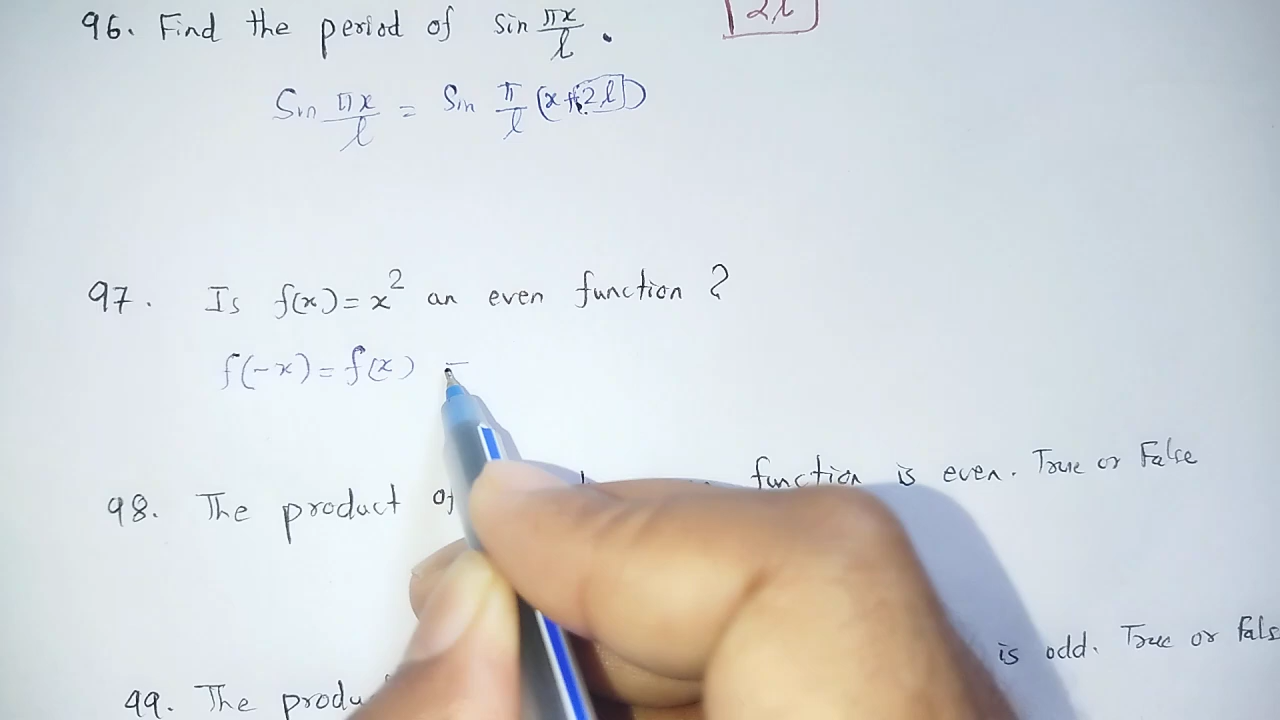 96. Find the period of sin πx/l .
2l
Sin πx/l = Sin π/l (x+2l)
97. Is f(x) = x² an even function ?
f(-x) = f(x)
98. The product of function is even. True or False
is odd. True or Fals
99. The produ